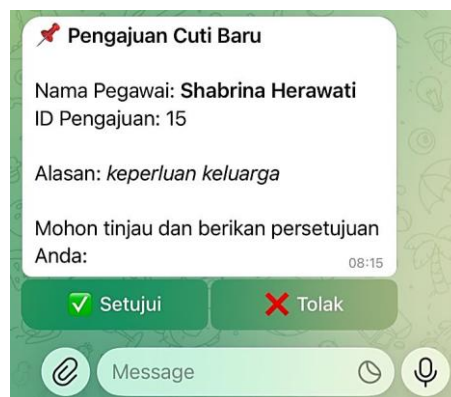 📌 Pengajuan Cuti Baru
Nama Pegawai: Shabrina Herawati
ID Pengajuan: 15
Alasan: keperluan keluarga
Mohon tinjau dan berikan persetujuan
Anda:
08:15
✅ Setujui
❌ Tolak
Message